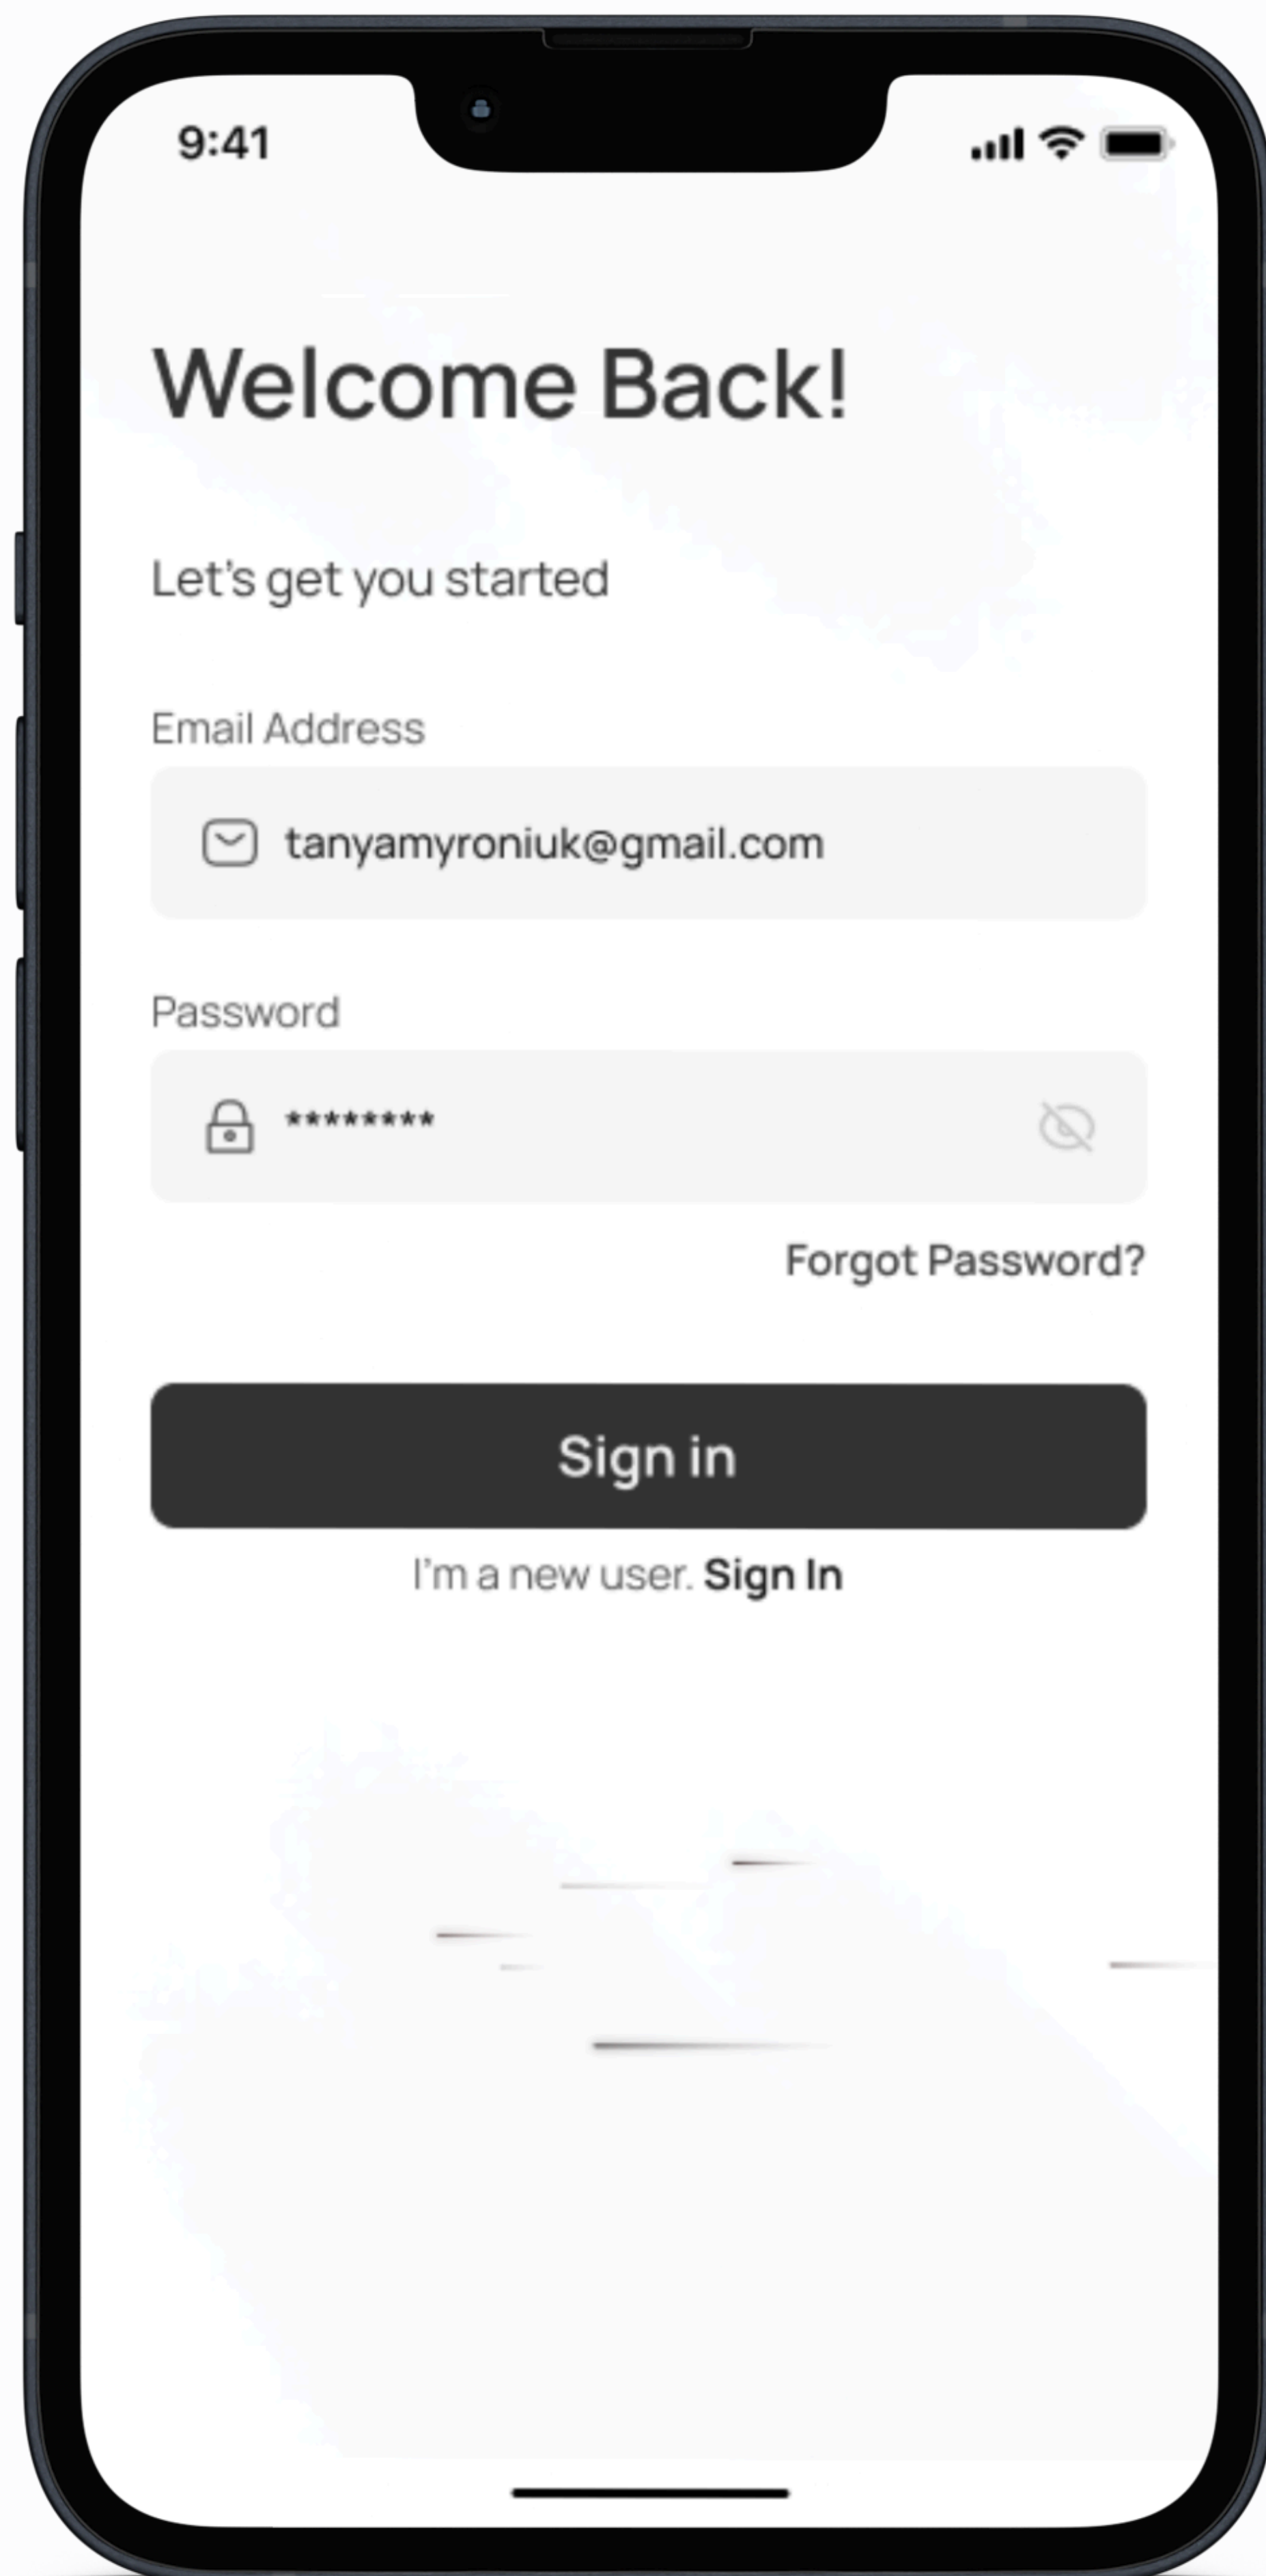 9:41
Welcome Back!
Let's get you started
Email Address
tanyamyroniuk@gmail.com
Password
********
Forgot Password?
Sign in
I'm a new user. Sign In